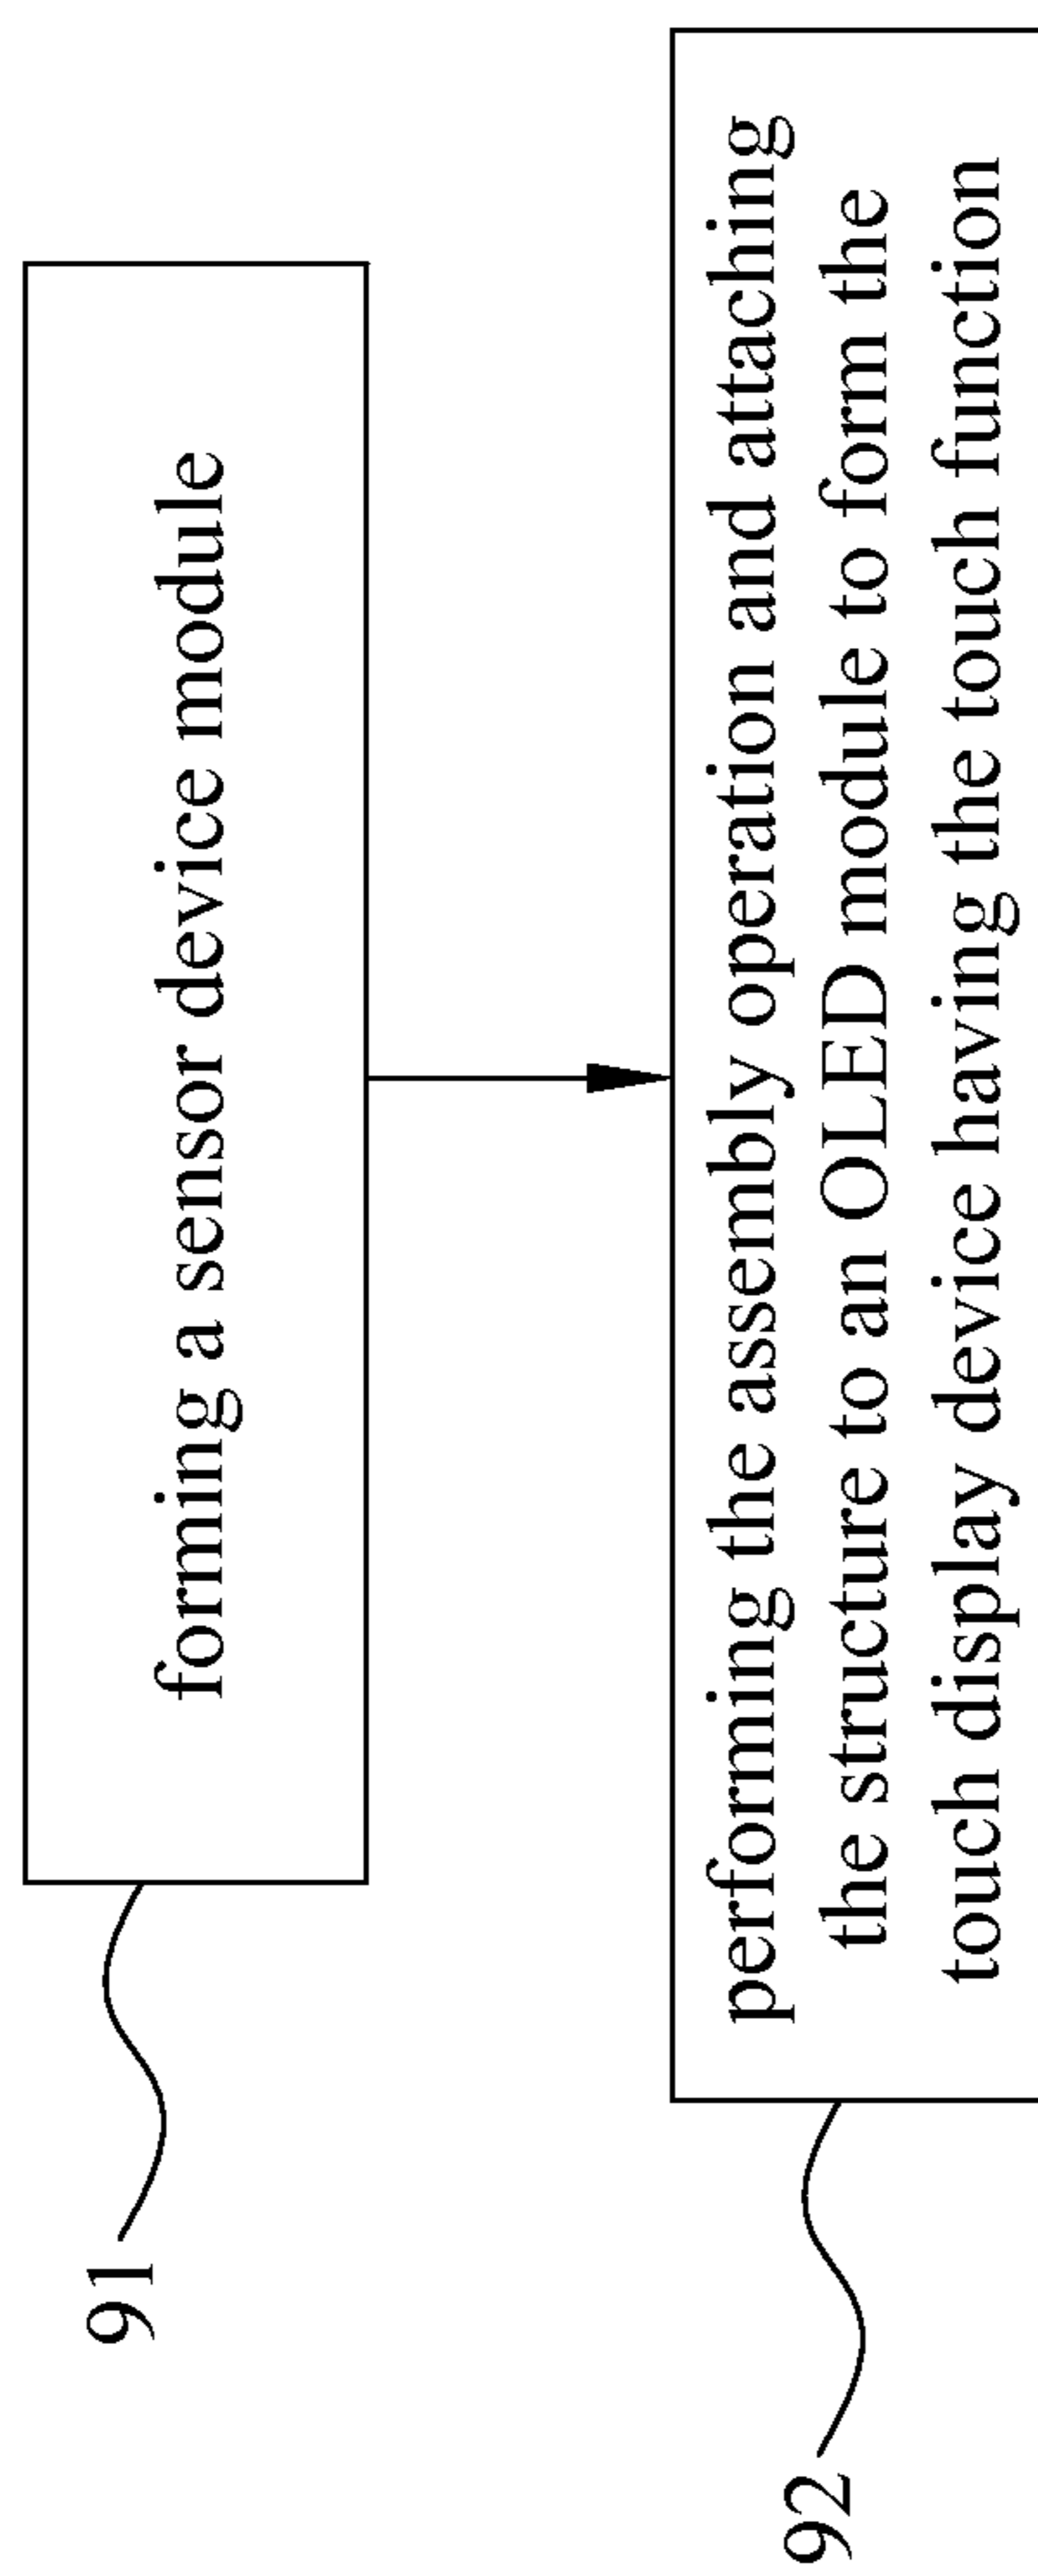 91
forming a sensor device module
92
performing the assembly operation and attaching
the structure to an OLED module to form the
touch display device having the touch function